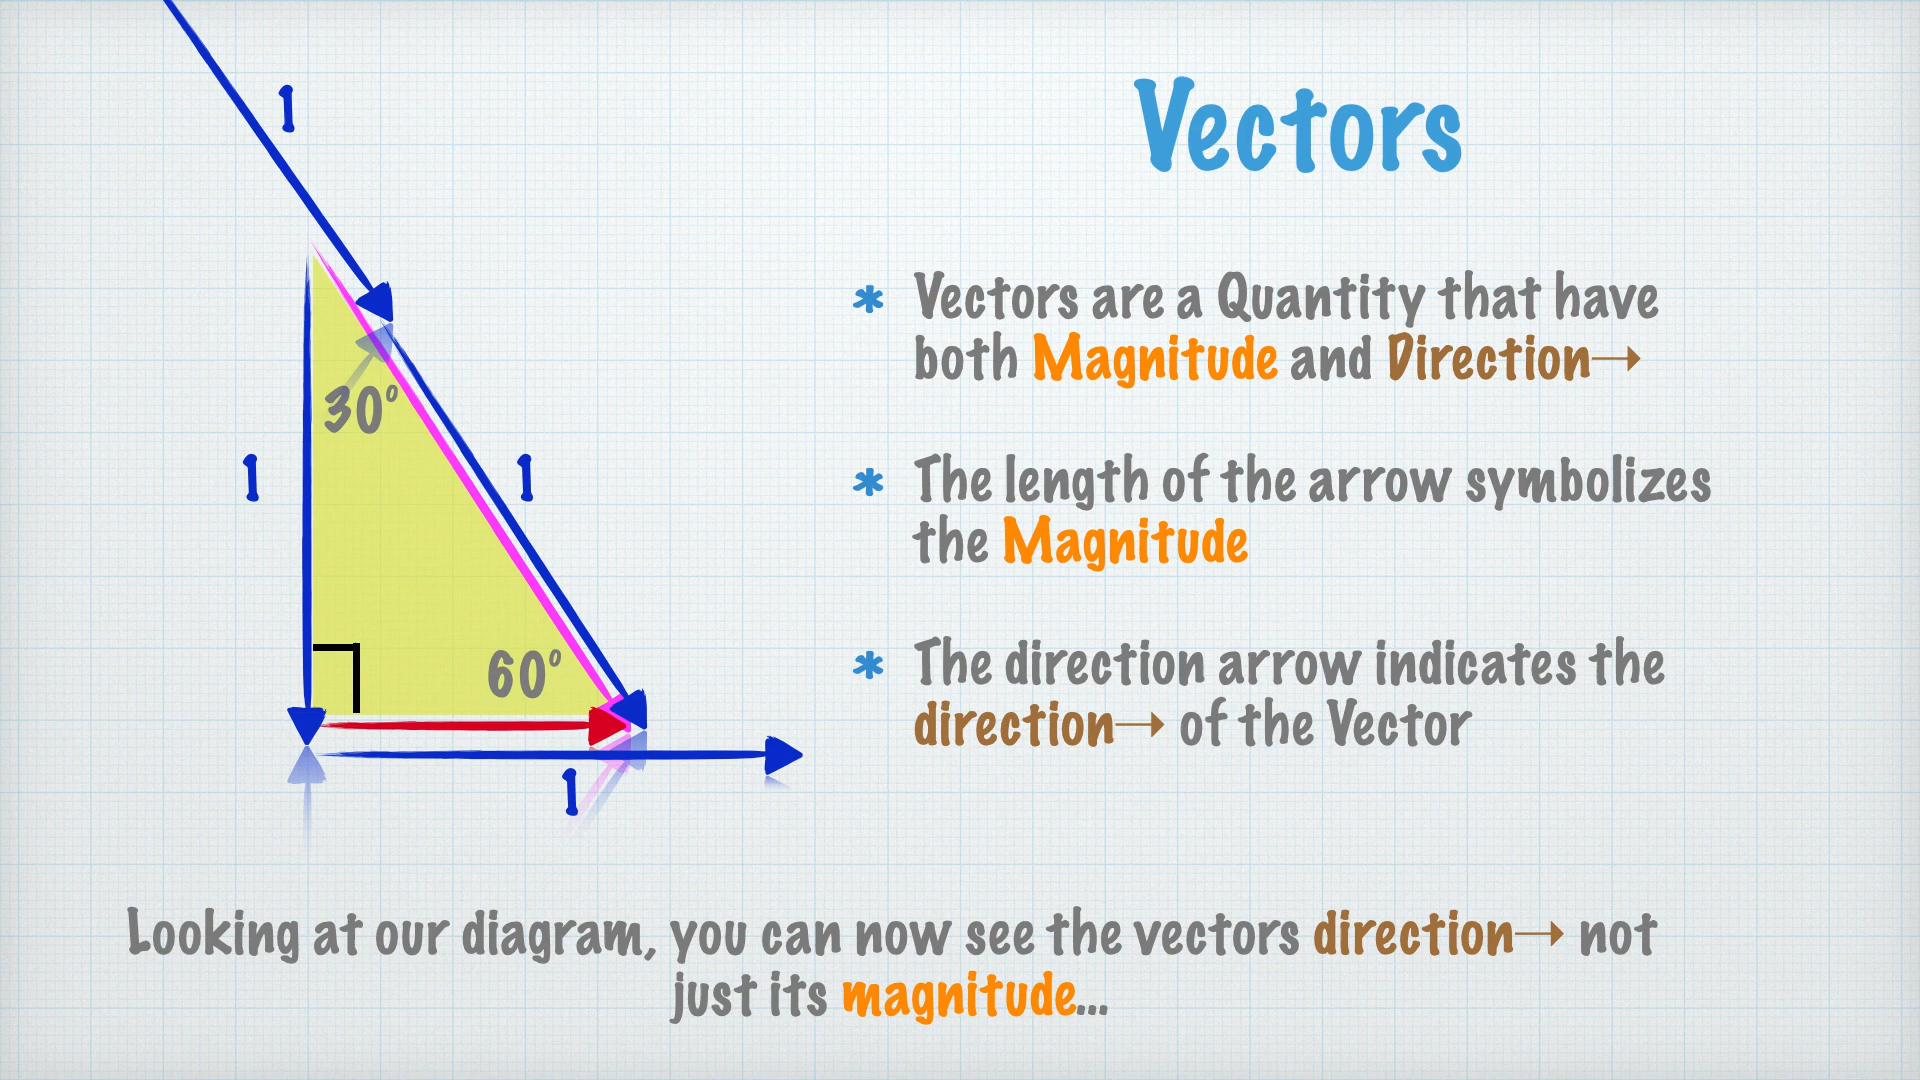 Vectors
1
* Vectors are a Quantity that have
both Magnitude and Direction→
30°
1
1
* The length of the arrow symbolizes
the Magnitude
60°
* The direction arrow indicates the
direction→ of the Vector
1
Looking at our diagram, you can now see the vectors direction→ not
just its magnitude...